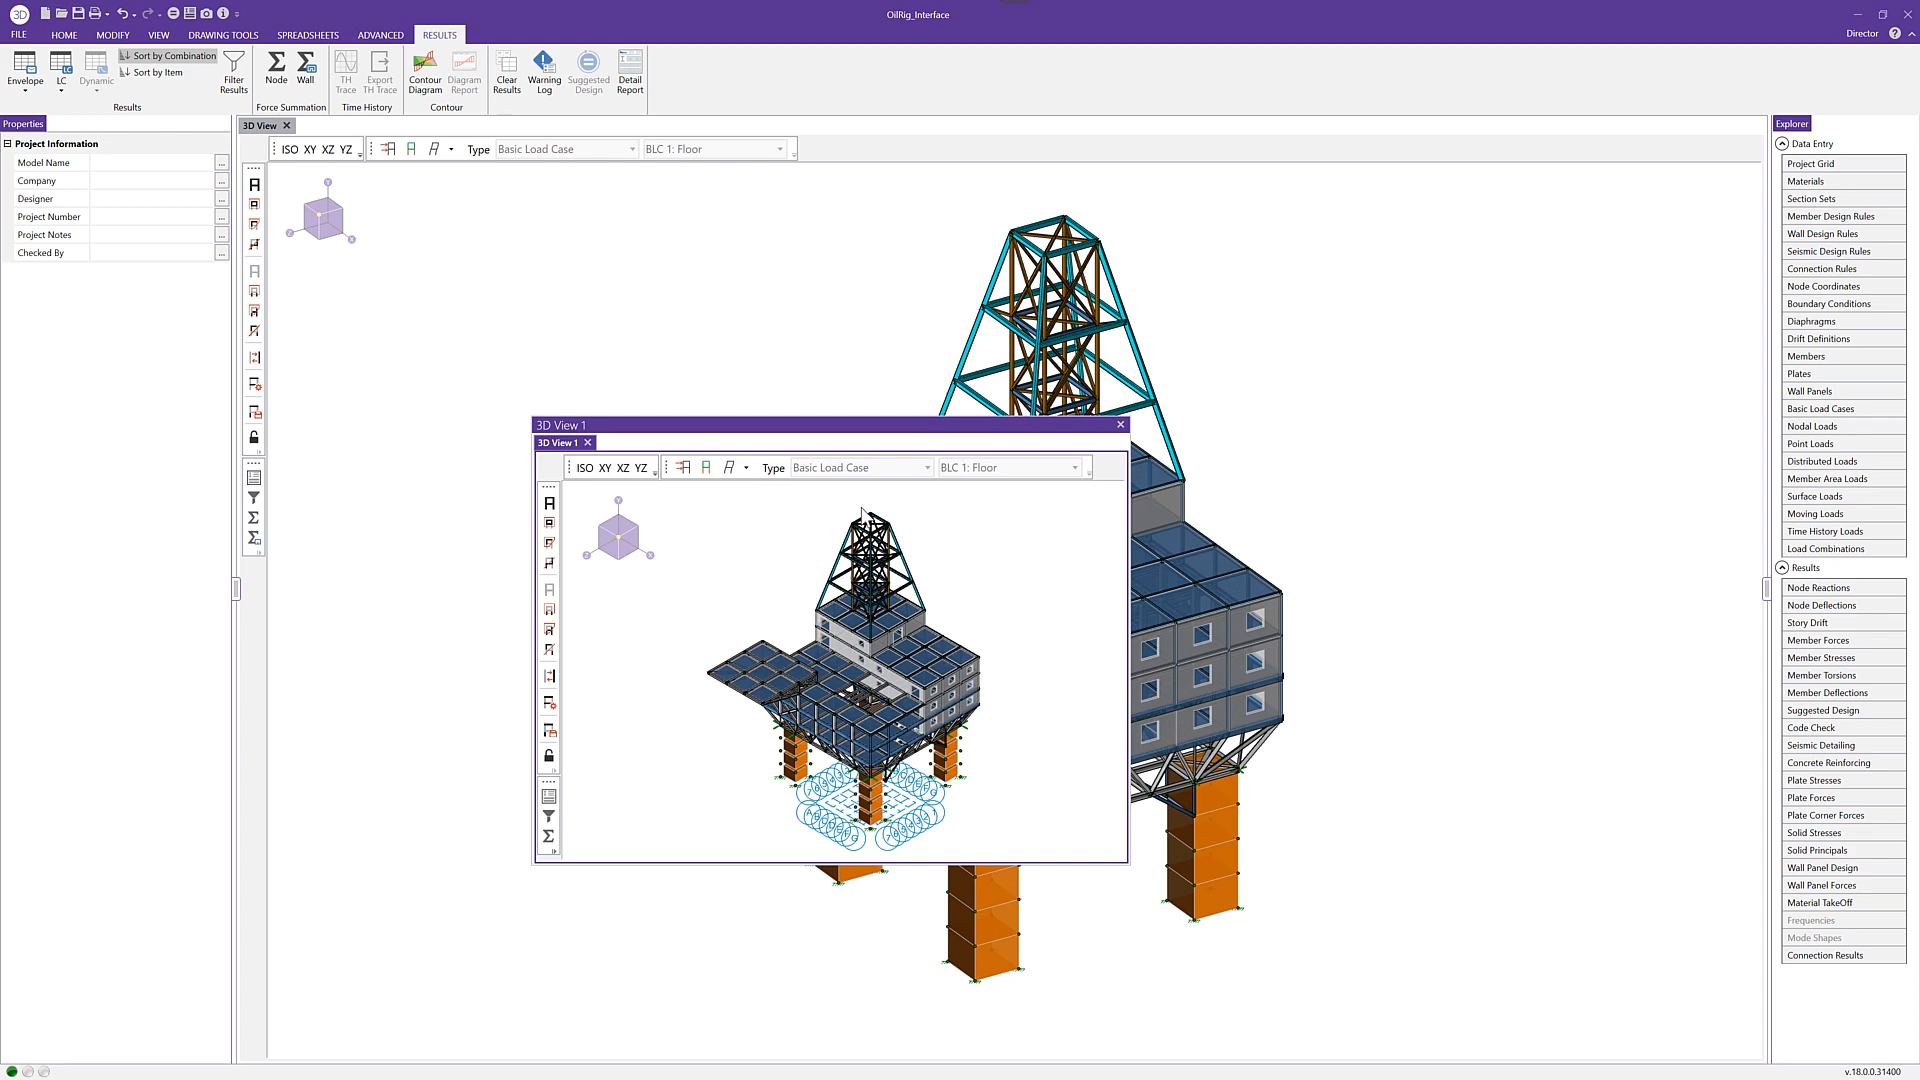 3D
OilRig_Interface
FILE HOME MODIFY VIEW DRAWING TOOLS SPREADSHEETS ADVANCED RESULTS
Director
Envelope LC Dynamic
Sort by Combination
Sort by Item
Filter Results
Results
Node Wall
Force Summation
TH Trace Export TH Trace
Time History
Contour Diagram Diagram Report
Contour
Clear Results Warning Log Suggested Design Detail Report
Properties
Project Information
Model Name ...
Company ...
Designer ...
Project Number ...
Project Notes ...
Checked By ...
3D View
ISO XY XZ YZ Type Basic Load Case BLC 1: Floor
Y
Z
X
3D View 1
3D View 1
ISO XY XZ YZ Type Basic Load Case BLC 1: Floor
Y
Z
X
Explorer
Data Entry
Project Grid
Materials
Section Sets
Member Design Rules
Wall Design Rules
Seismic Design Rules
Connection Rules
Node Coordinates
Boundary Conditions
Diaphragms
Drift Definitions
Members
Plates
Wall Panels
Basic Load Cases
Nodal Loads
Point Loads
Distributed Loads
Member Area Loads
Surface Loads
Moving Loads
Time History Loads
Load Combinations
Results
Node Reactions
Node Deflections
Story Drift
Member Forces
Member Stresses
Member Torsions
Member Deflections
Suggested Design
Code Check
Seismic Detailing
Concrete Reinforcing
Plate Stresses
Plate Forces
Plate Corner Forces
Solid Stresses
Solid Principals
Wall Panel Design
Wall Panel Forces
Material TakeOff
Frequencies
Mode Shapes
Connection Results
v.18.0.0.31400